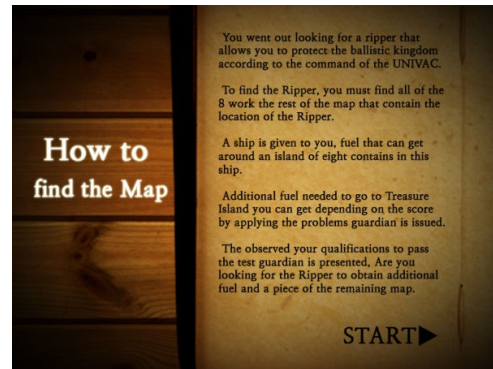 How to
find the Map
You went out looking for a ripper that
allows you to protect the ballistic kingdom
according to the command of the UNIVAC.
To find the Ripper, you must find all of the
8 work the rest of the map that contain the
location of the Ripper.
A ship is given to you, fuel that can get
around an island of eight contains in this
ship.
Additional fuel needed to go to Treasure
Island you can get depending on the score
by applying the problems guardian is issued.
The observed your qualifications to pass
the test guardian is presented, Are you
looking for the Ripper to obtain additional
fuel and a piece of the remaining map.
START▶